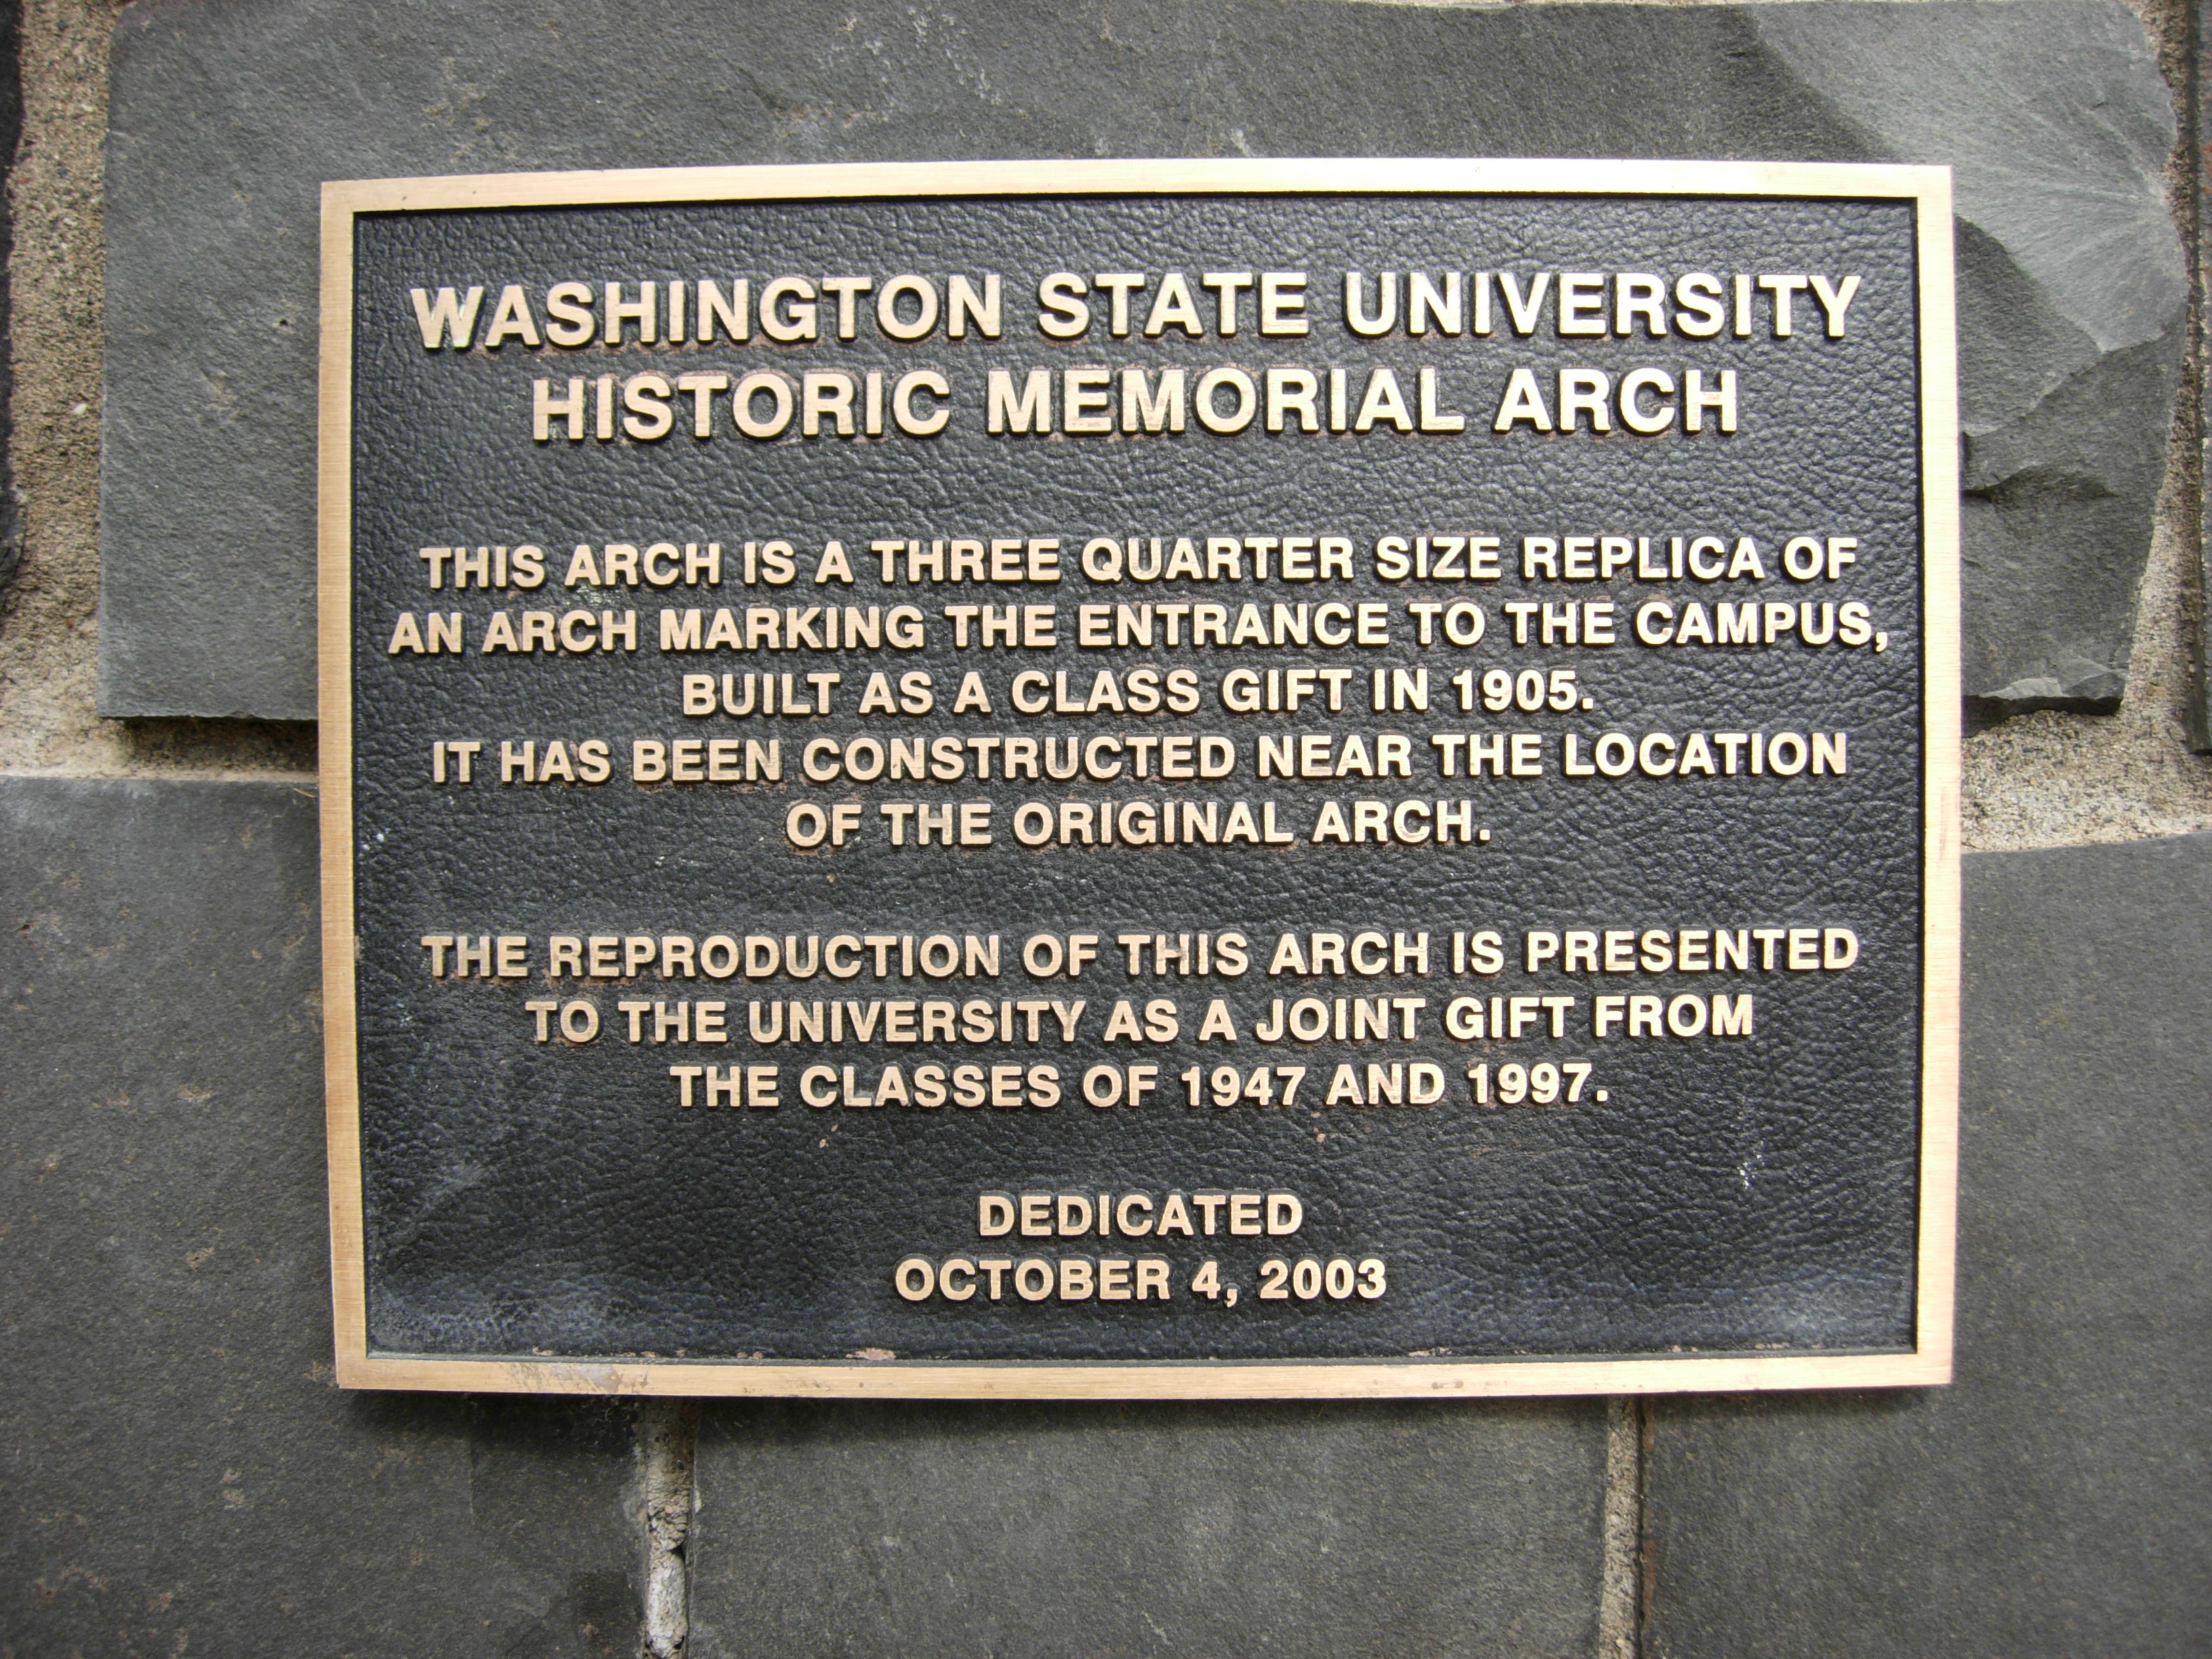 WASHINGTON STATE UNIVERSITY
HISTORIC MEMORIAL ARCH
THIS ARCH IS A THREE QUARTER SIZE REPLICA OF
AN ARCH MARKING THE ENTRANCE TO THE CAMPUS,
BUILT AS A CLASS GIFT IN 1905.
IT HAS BEEN CONSTRUCTED NEAR THE LOCATION
OF THE ORIGINAL ARCH.
THE REPRODUCTION OF THIS ARCH IS PRESENTED
TO THE UNIVERSITY AS A JOINT GIFT FROM
THE CLASSES OF 1947 AND 1997.
DEDICATED
OCTOBER 4, 2003